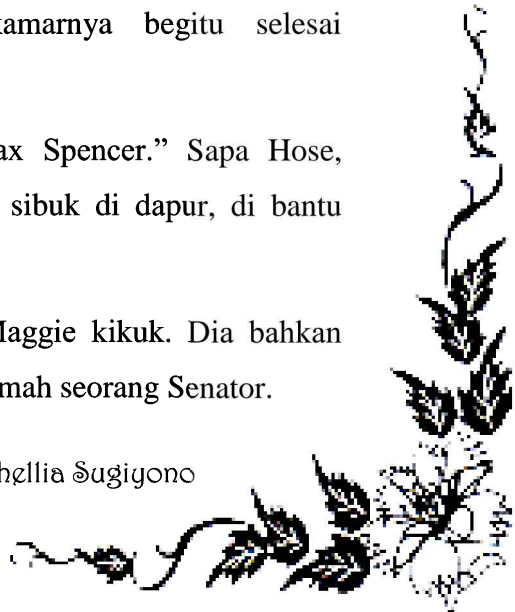 kamarnya begitu selesai
ax Spencer.” Sapa Hose,
sibuk di dapur, di bantu
Maggie kikuk. Dia bahkan
mah seorang Senator.
hellia Sugiyono